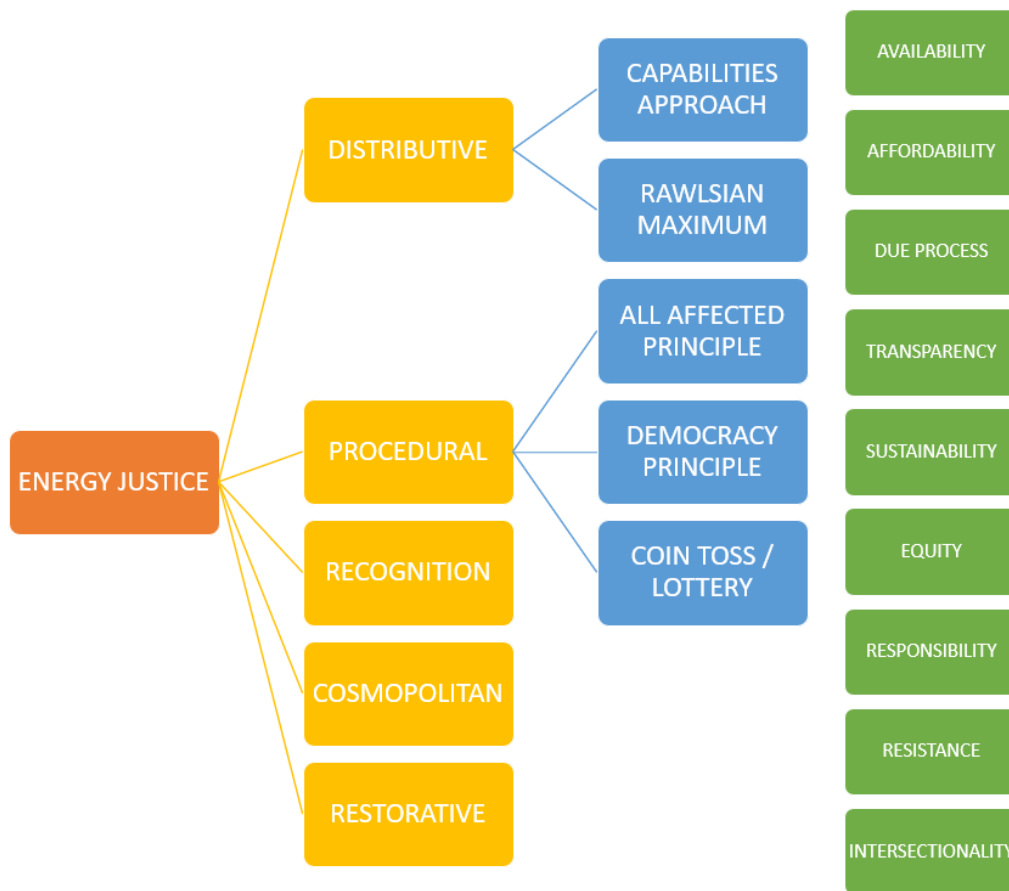 ENERGY JUSTICE
DISTRIBUTIVE
PROCEDURAL
RECOGNITION
COSMOPOLITAN
RESTORATIVE
CAPABILITIES
APPROACH
RAWLSIAN
MAXIMUM
ALL AFFECTED
PRINCIPLE
DEMOCRACY
PRINCIPLE
COIN TOSS /
LOTTERY
AVAILABILITY
AFFORDABILITY
DUE PROCESS
TRANSPARENCY
SUSTAINABILITY
EQUITY
RESPONSIBILITY
RESISTANCE
INTERSECTIONALITY